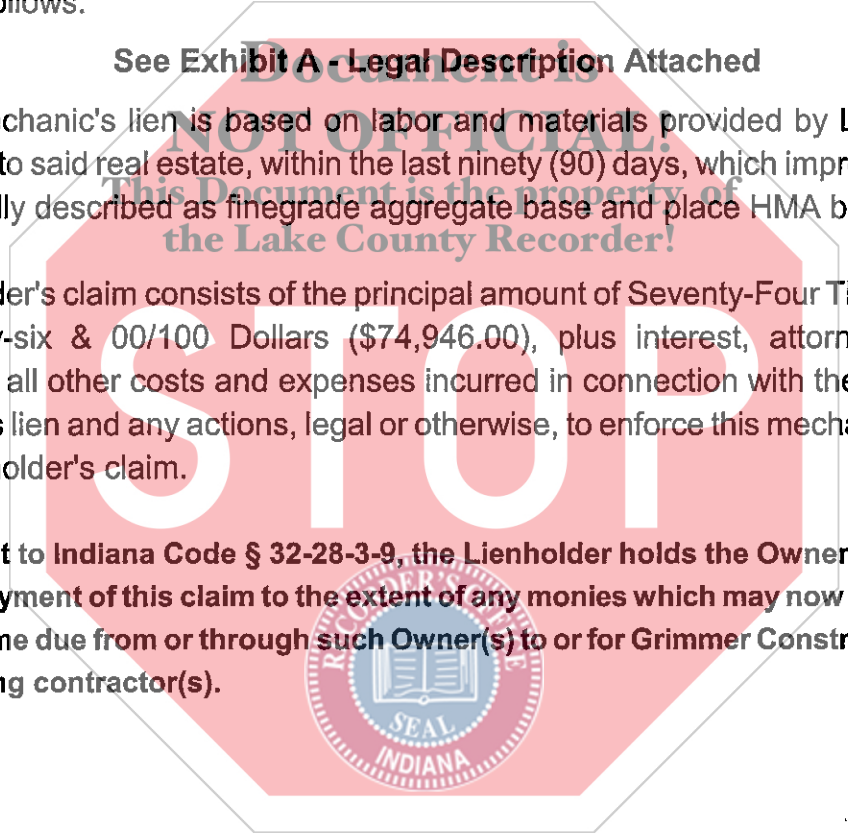 ollows.
See Exhibit A - Legal Description Attached
Document is
chanic's lien is based on labor and materials provided by L
NOT OFFICIAL!
to said real estate, within the last ninety (90) days, which impr
This Document is the property of
lly described as finegrade aggregate base and place HMA b
the Lake County Recorder!
der's claim consists of the principal amount of Seventy-Four T
y-six & 00/100 Dollars ($74,946.00), plus interest, attorn
all other costs and expenses incurred in connection with the
s lien and any actions, legal or otherwise, to enforce this mecha
older's claim.
STOP
t to Indiana Code § 32-28-3-9, the Lienholder holds the Owner
yment of this claim to the extent of any monies which may now
me due from or through such Owner(s) to or for Grimmer Constr
ng contractor(s).
RECORDER'S OFFICE
SEAL
INDIANA